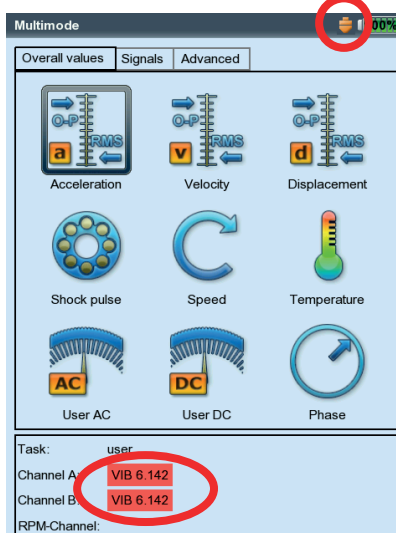 Multimode 100%
Overall values Signals Advanced
O-P O-P O-P
RMS RMS RMS
a v d
Acceleration Velocity Displacement
Shock pulse Speed Temperature
AC DC
User AC User DC Phase
Task: user
Channel A: VIB 6.142
Channel B: VIB 6.142
RPM-Channel: